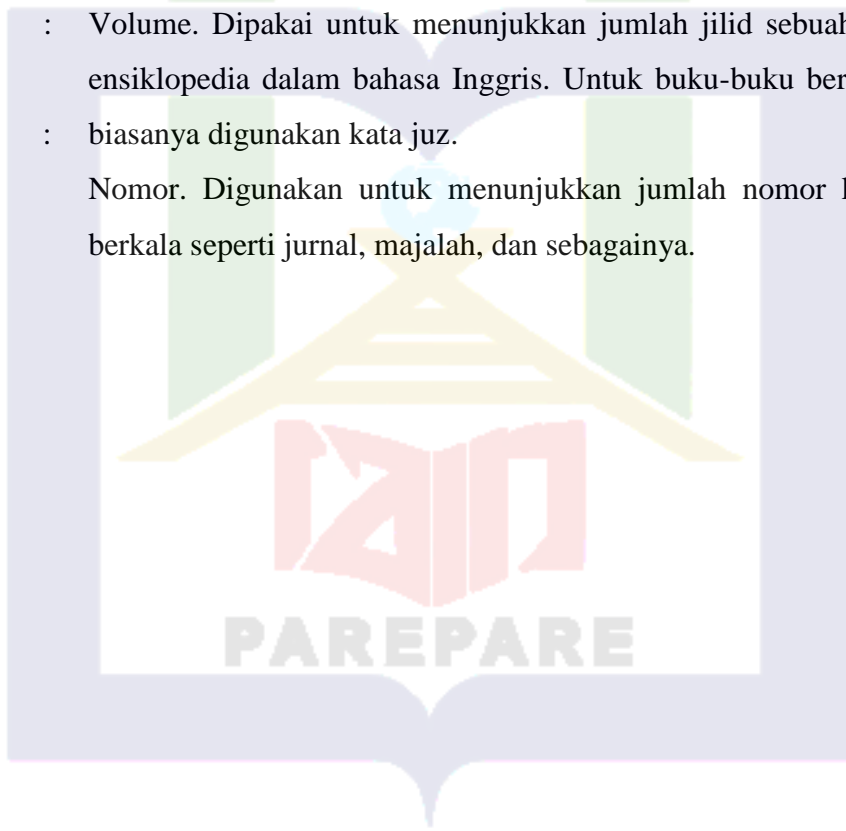 : Volume. Dipakai untuk menunjukkan jumlah jilid sebuah
ensiklopedia dalam bahasa Inggris. Untuk buku-buku ber
: biasanya digunakan kata juz.
Nomor. Digunakan untuk menunjukkan jumlah nomor
berkala seperti jurnal, majalah, dan sebagainya.
iain
PAREPARE